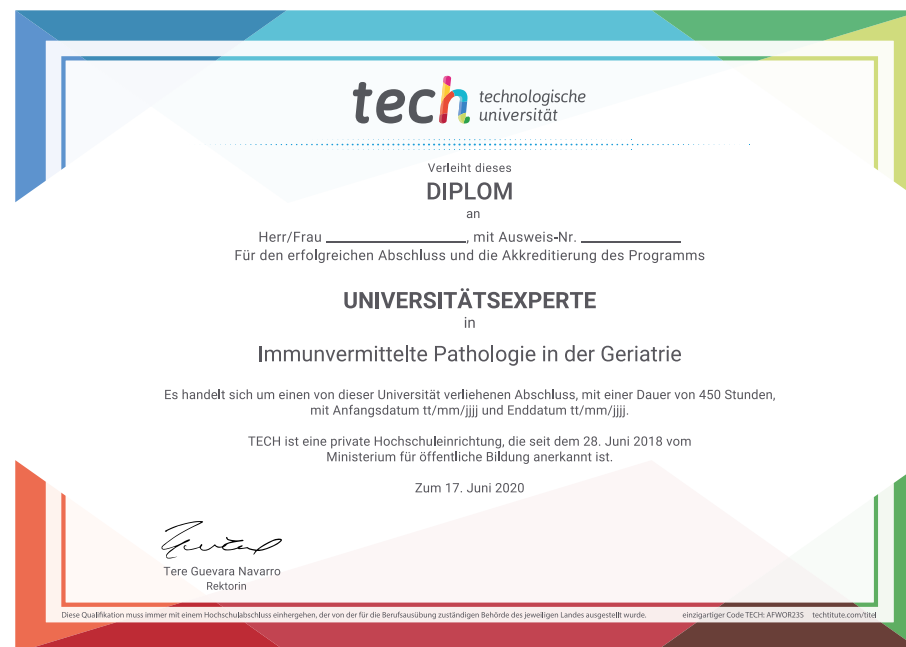 tech technologische
universität
Verleiht dieses
DIPLOM
an
Herr/Frau ____________, mit Ausweis-Nr. ____________
Für den erfolgreichen Abschluss und die Akkreditierung des Programms
UNIVERSITÄTSEXPERTE
in
Immunvermittelte Pathologie in der Geriatrie
Es handelt sich um einen von dieser Universität verliehenen Abschluss, mit einer Dauer von 450 Stunden,
mit Anfangsdatum tt/mm/jjjj und Enddatum tt/mm/jjjj.
TECH ist eine private Hochschuleinrichtung, die seit dem 28. Juni 2018 vom
Ministerium für öffentliche Bildung anerkannt ist.
Zum 17. Juni 2020
Tere Guevara Navarro
Rektorin
Diese Qualifikation muss immer mit einem Hochschulabschluss einhergehen, der von der für die Berufsausübung zuständigen Behörde des jeweiligen Landes ausgestellt wurde. einzigartiger Code TECH: AFWOR23S techtitute.com/titel